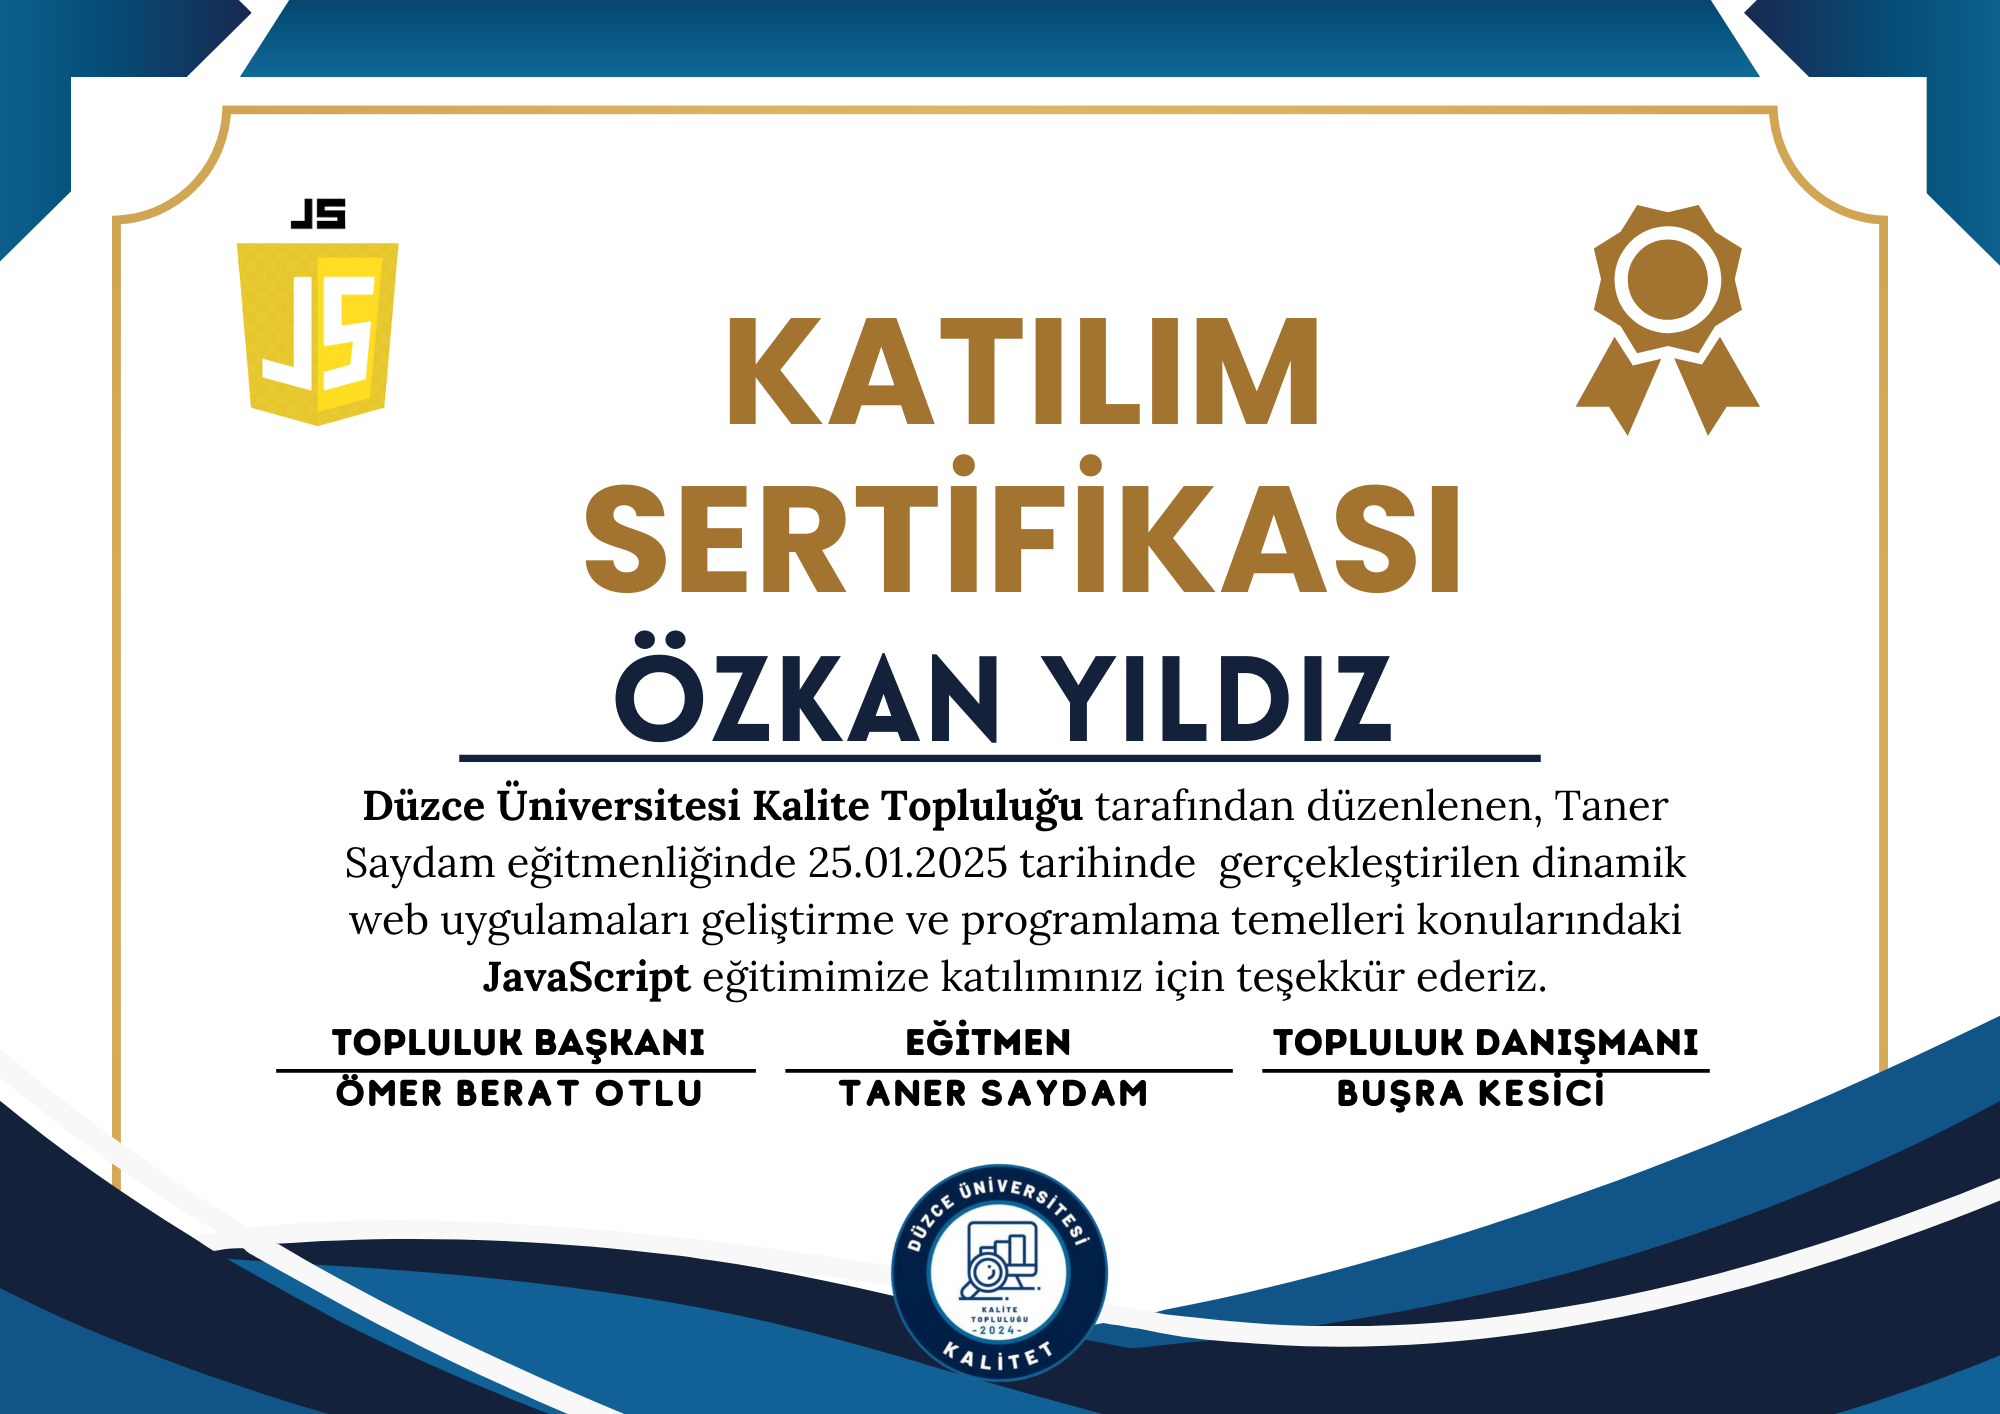 JS
JS
KATILIM
SERTİFİKASI
ÖZKAN YILDIZ
Düzce Üniversitesi Kalite Topluluğu tarafından düzenlenen, Taner
Saydam eğitmenliğinde 25.01.2025 tarihinde  gerçekleştirilen dinamik
web uygulamaları geliştirme ve programlama temelleri konularındaki
JavaScript eğitimimize katılımınız için teşekkür ederiz.
TOPLULUK BAŞKANI
ÖMER BERAT OTLU
EĞİTMEN
TANER SAYDAM
TOPLULUK DANIŞMANI
BUŞRA KESİCİ
DÜZCE ÜNİVERSİTESİ
KALİTE
TOPLULUĞU
-2024-
KALİTET